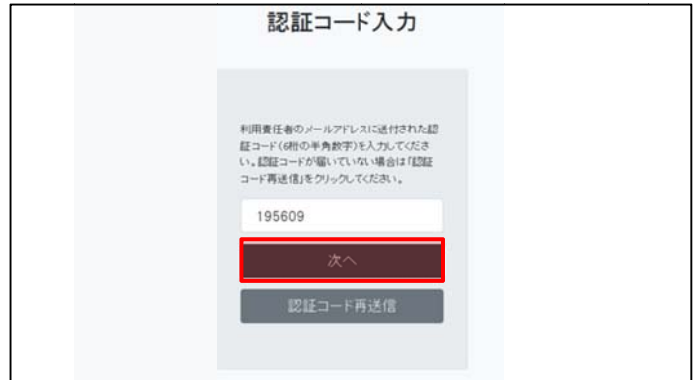 認証コード入力
利用責任者のメールアドレスに送付された認
証コード(6桁の半角数字)を入力してくださ
い。認証コードが届いていない場合は「認証
コード再送信」をクリックしてください。
195609
次へ
認証コード再送信